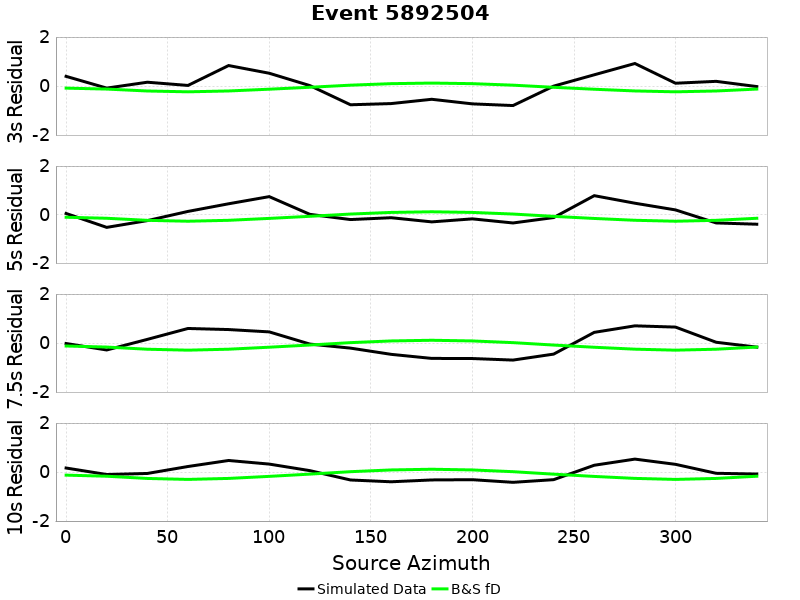 Event 5892504
3s Residual
2
0
-2
5s Residual
2
0
-2
7.5s Residual
2
0
-2
10s Residual
2
0
-2
0 50 100 150 200 250 300
Source Azimuth
Simulated Data B&S fD